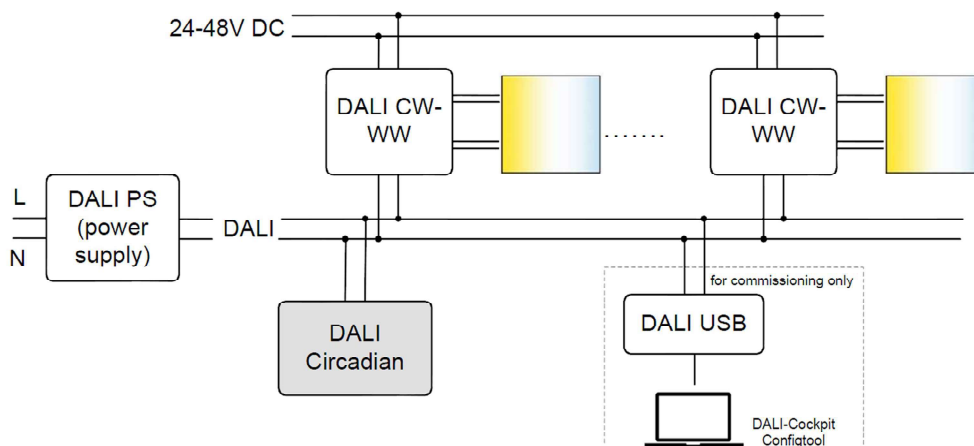 24-48V DC
DALI CW-
WW
.......
DALI CW-
WW
L
N
DALI PS
(power
supply)
DALI
for commissioning only
DALI
Circadian
DALI USB
DALI-Cockpit
Configtool